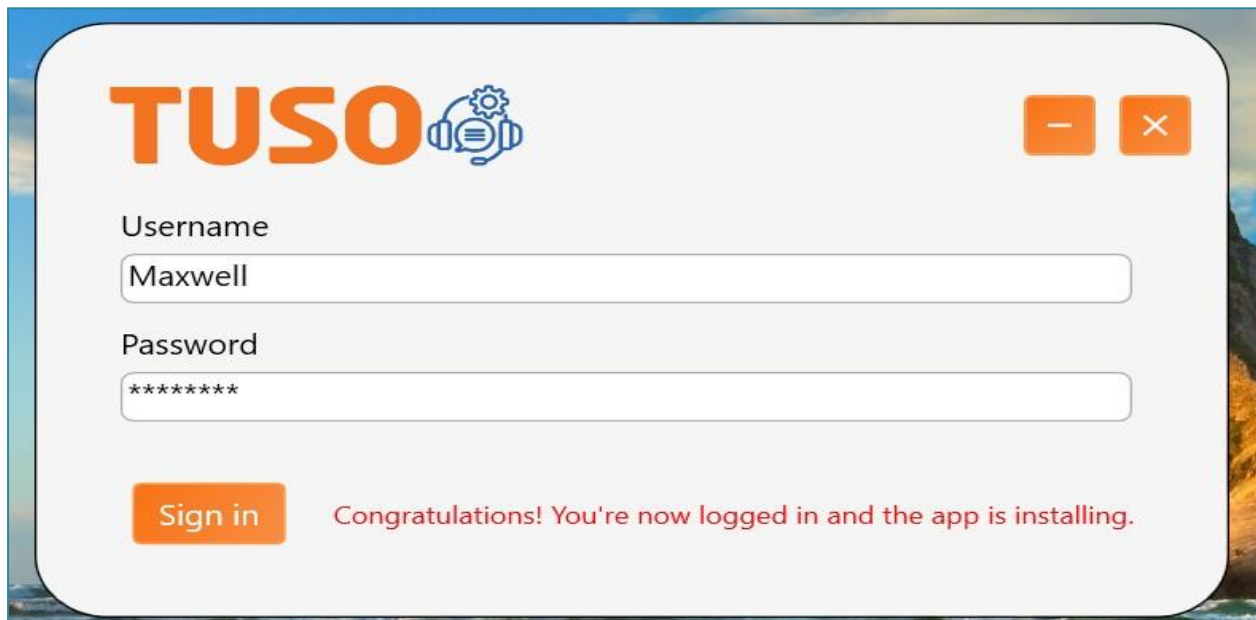 TUSO
Username
Maxwell
Password
********
Sign in
Congratulations! You're now logged in and the app is installing.